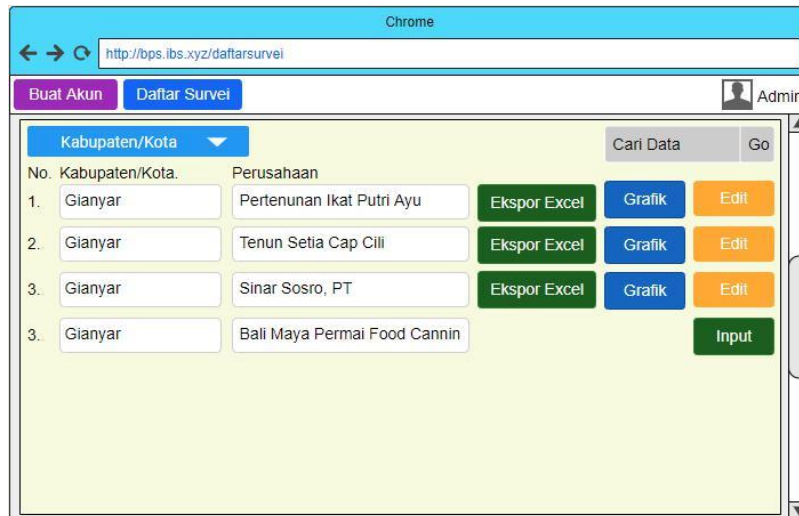 Chrome
http://bps.ibs.xyz/daftarsurvei
Buat Akun Daftar Survei Admin
Kabupaten/Kota Cari Data Go
No. Kabupaten/Kota. Perusahaan
1. Gianyar Pertenunan Ikat Putri Ayu Ekspor Excel Grafik Edit
2. Gianyar Tenun Setia Cap Cili Ekspor Excel Grafik Edit
3. Gianyar Sinar Sosro, PT Ekspor Excel Grafik Edit
3. Gianyar Bali Maya Permai Food Cannin Input